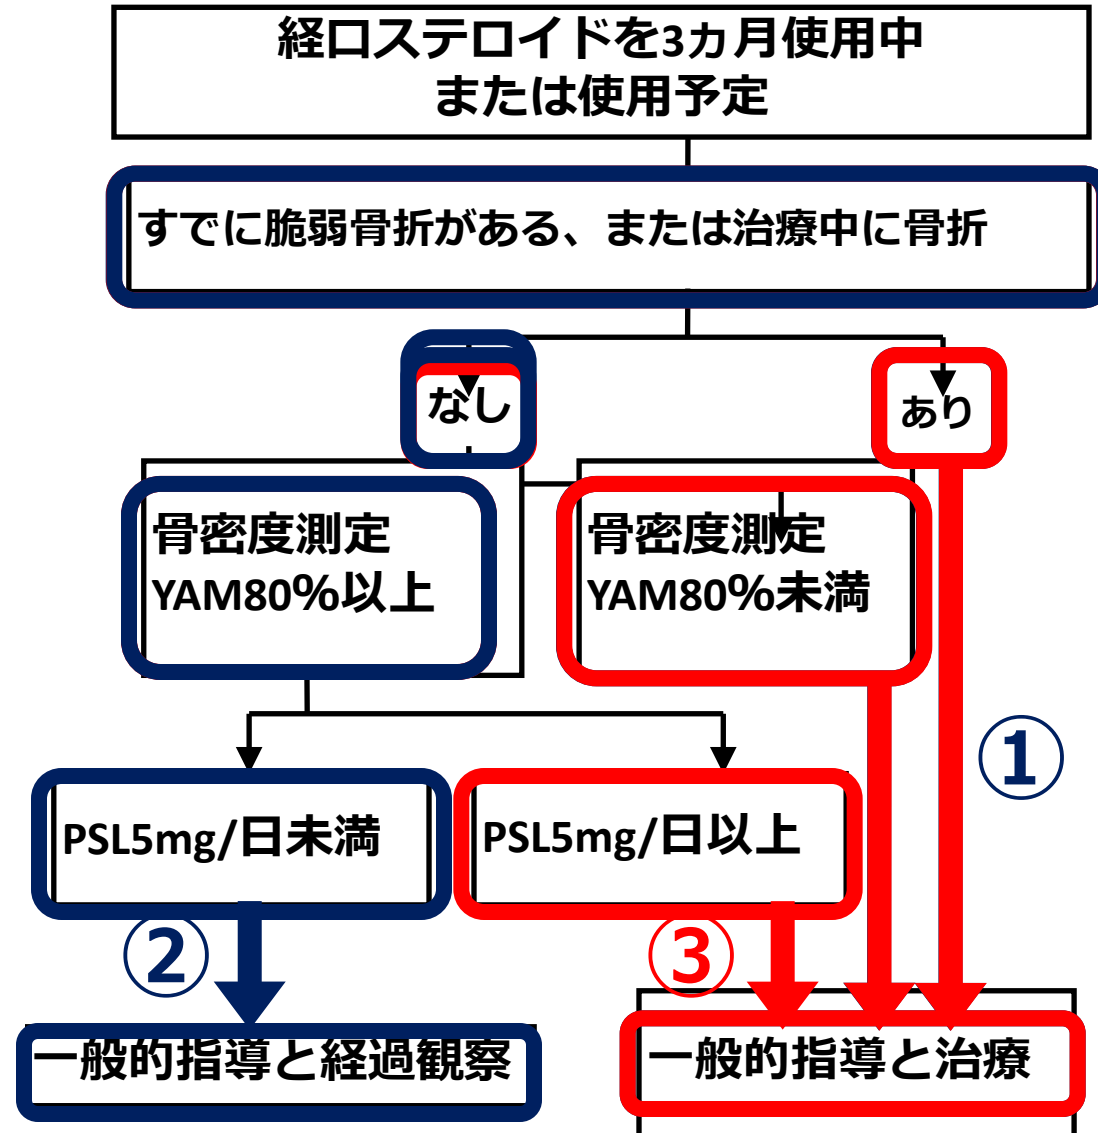 経口ステロイドを3ヵ月使用中
または使用予定
すでに脆弱骨折がある、または治療中に骨折
なし
あり
骨密度測定
YAM80%以上
骨密度測定
YAM80%未満
①
PSL5mg/日未満
PSL5mg/日以上
②
③
一般的指導と経過観察
一般的指導と治療